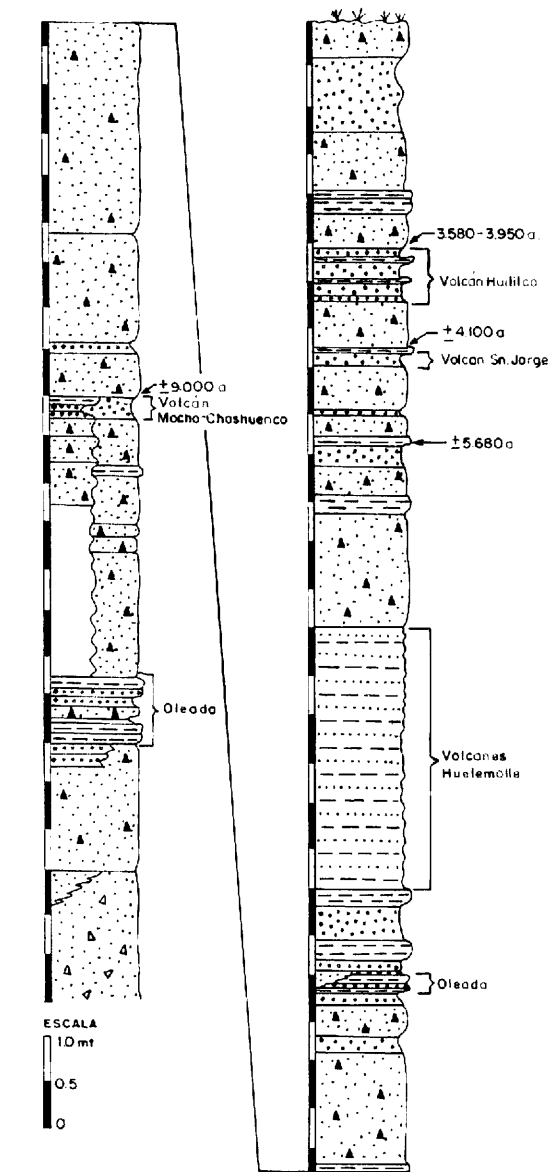 ± 9.000 a
Volcán
Mocho-Choshuenco
Oleada
ESCALA
1.0 mt
0.5
0
3.580-3.950 a.
Volcán Huililco
± 4.100 a
Volcan Sn. Jorge
± 5.680 a
Volcanes
Huelemolle
Oleada